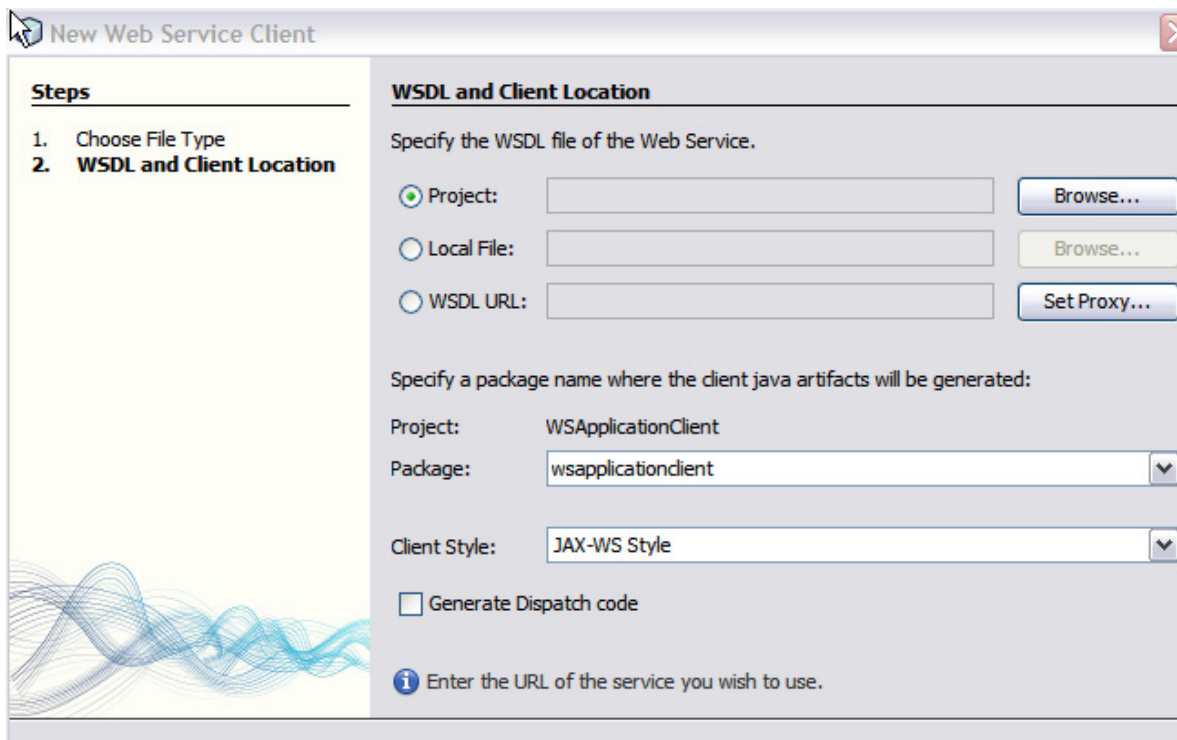 New Web Service Client
Steps
1. Choose File Type
2. WSDL and Client Location
WSDL and Client Location
Specify the WSDL file of the Web Service.
Project: Browse...
Local File: Browse...
WSDL URL: Set Proxy...
Specify a package name where the client java artifacts will be generated:
Project: WSApplicationClient
Package: wsapplicationclient
Client Style: JAX-WS Style
Generate Dispatch code
Enter the URL of the service you wish to use.